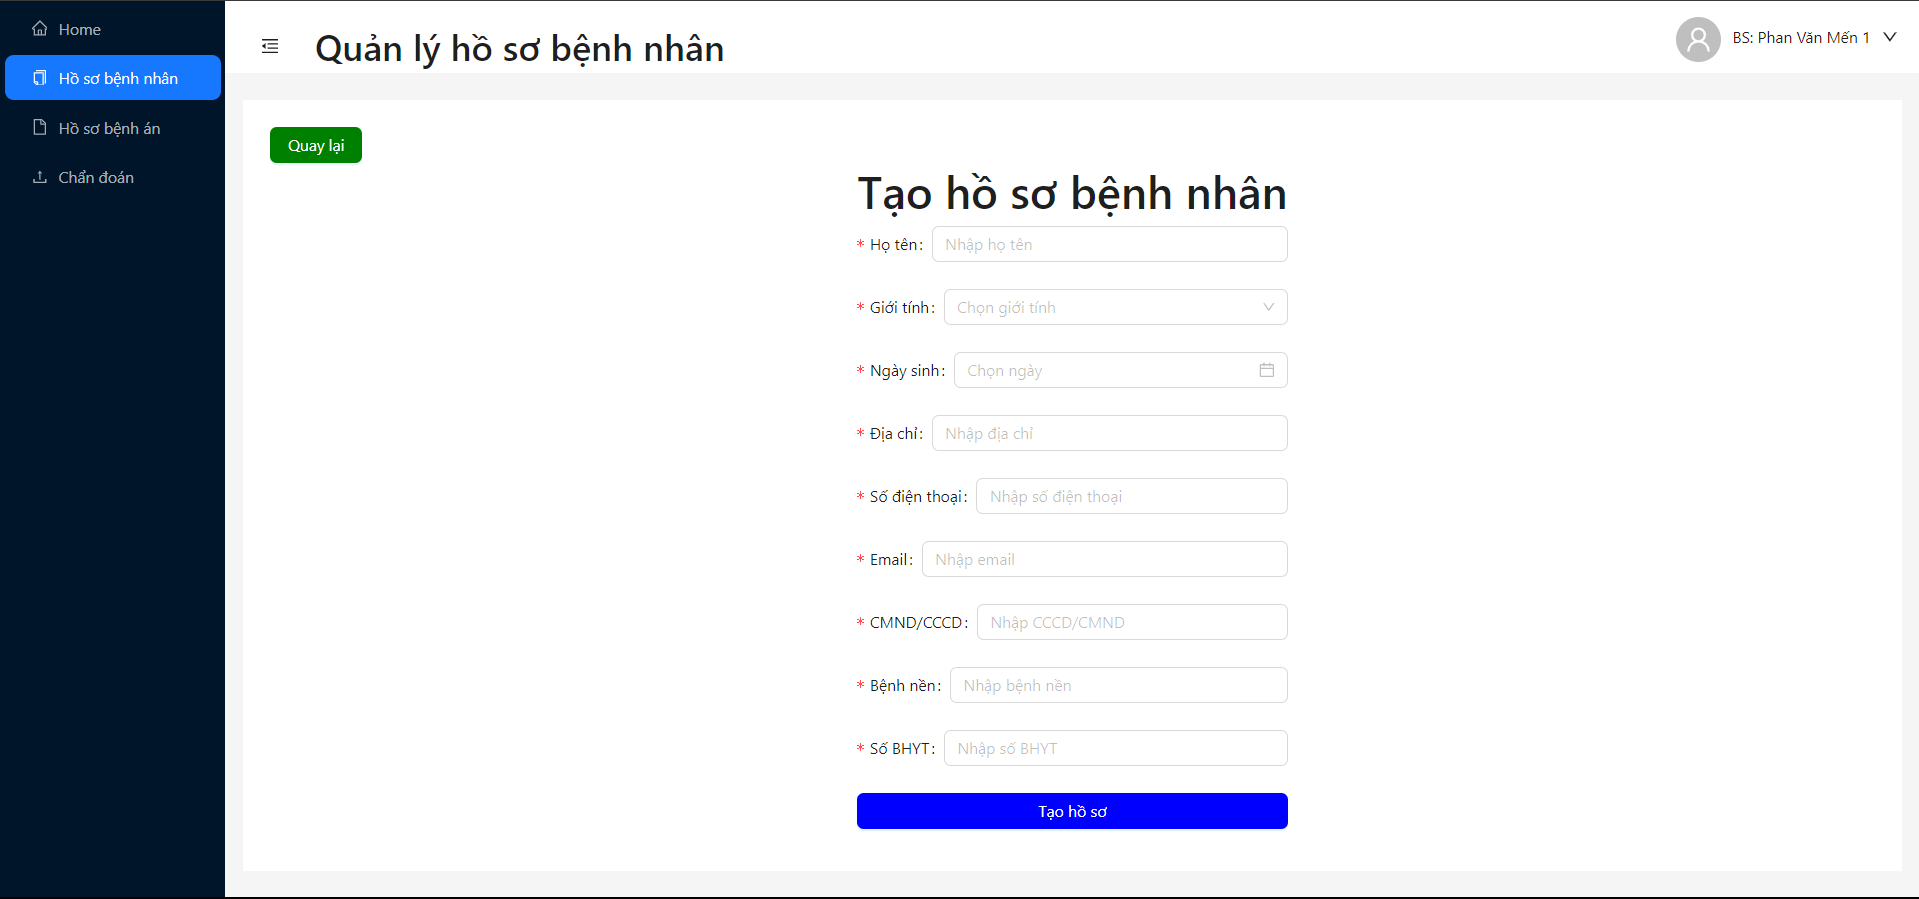 Home
Hồ sơ bệnh nhân
Hồ sơ bệnh án
Chẩn đoán
Quản lý hồ sơ bệnh nhân
BS: Phan Văn Mến 1
Quay lại
Tạo hồ sơ bệnh nhân
* Họ tên: Nhập họ tên
* Giới tính: Chọn giới tính
* Ngày sinh: Chọn ngày
* Địa chỉ: Nhập địa chỉ
* Số điện thoại: Nhập số điện thoại
* Email: Nhập email
* CMND/CCCD: Nhập CCCD/CMND
* Bệnh nền: Nhập bệnh nền
* Số BHYT: Nhập số BHYT
Tạo hồ sơ